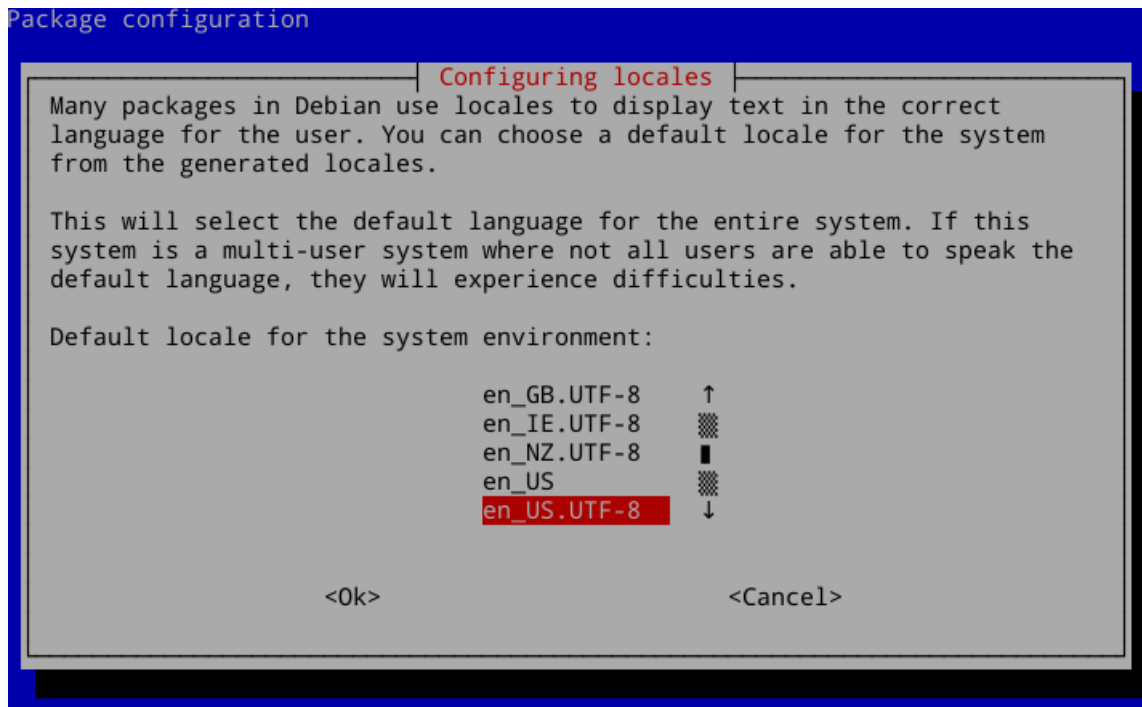 Package configuration
Configuring locales
Many packages in Debian use locales to display text in the correct
language for the user. You can choose a default locale for the system
from the generated locales.
This will select the default language for the entire system. If this
system is a multi-user system where not all users are able to speak the
default language, they will experience difficulties.
Default locale for the system environment:
en_GB.UTF-8
en_IE.UTF-8
en_NZ.UTF-8
en_US
en_US.UTF-8
<Ok> <Cancel>